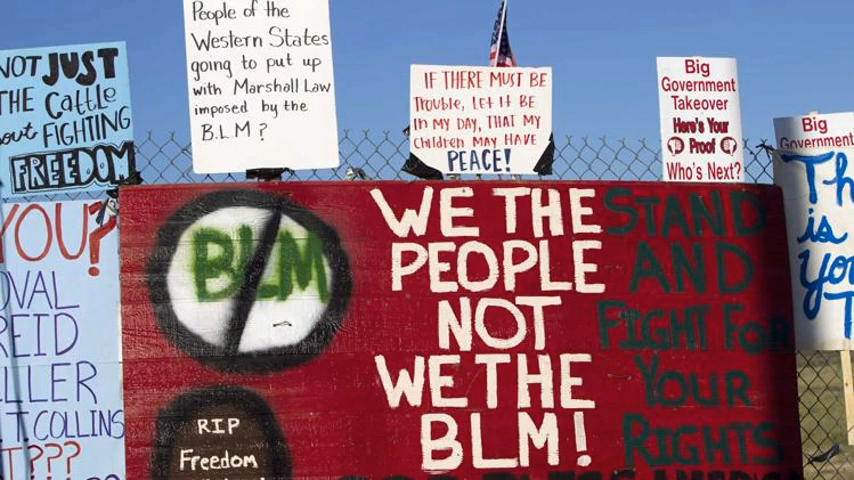 NOT JUST
THE Cattle
FIGHTING
FREEDOM
YOU?
REID
T COLLINS
T???
People of the
Western States
going to put up
with Marshall Law
imposed by the
B.L.M?
IF THERE MUST BE
TROUBLE, LET IT BE
IN MY DAY, THAT MY
CHILDREN MAY HAVE
PEACE!
Big
Government
Takeover
Here's Your
Proof
Who's Next?
Big
Government
Th
is
Yo
T
BLM
RIP
Freedom
WE THE
PEOPLE
NOT
WE THE
BLM!
STAND
AND
FIGHT FOR
YOUR
RIGHTS